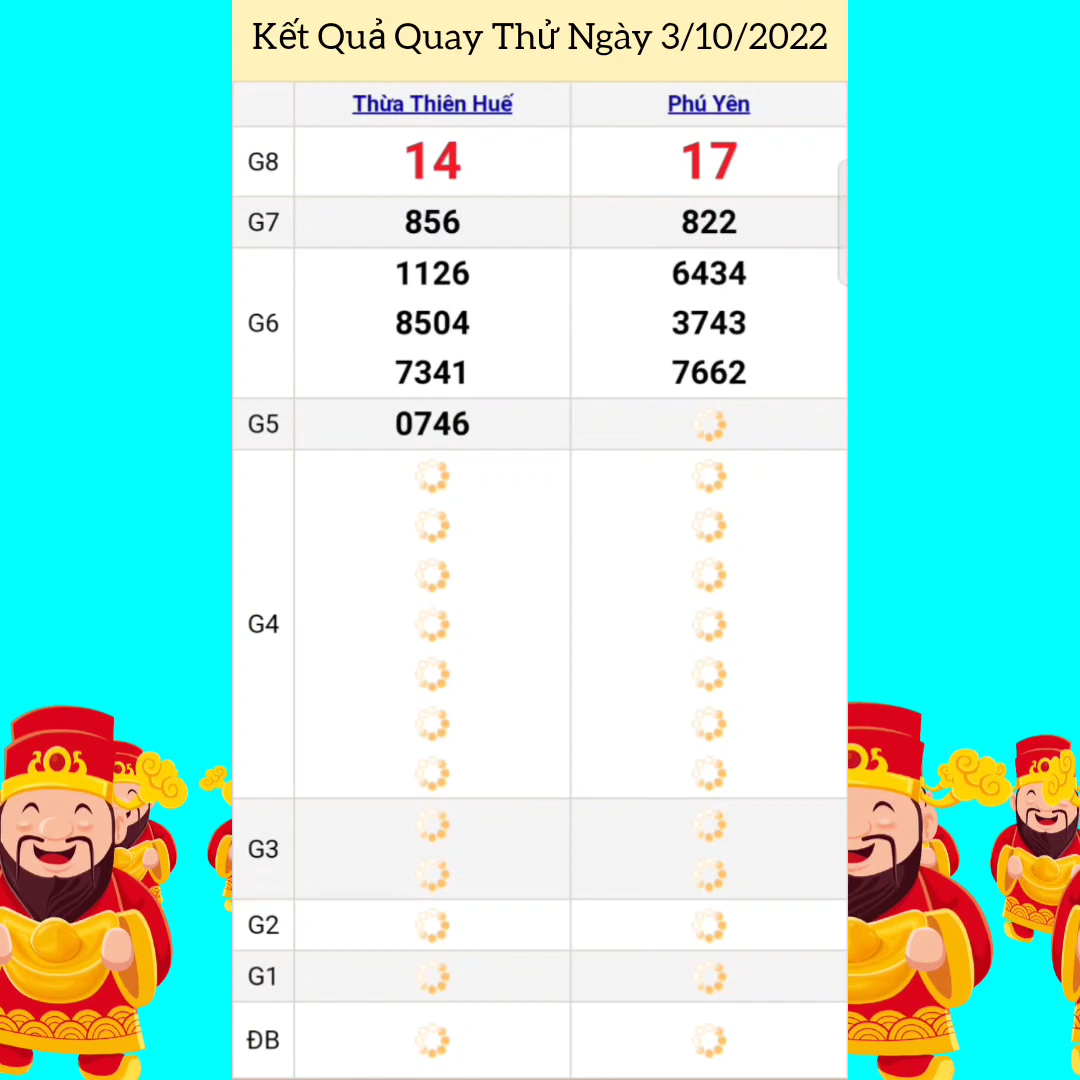 Kết Quả Quay Thử Ngày 3/10/2022
Thừa Thiên Huế Phú Yên
G8 14 17
G7 856 822
1126 6434
G6 8504 3743
7341 7662
G5 0746
G4
G3
G2
G1
ĐB